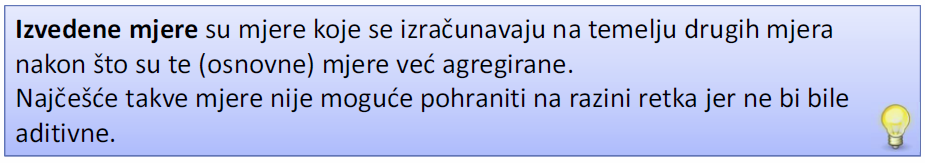 Izvedene mjere su mjere koje se izračunavaju na temelju drugih mjera
nakon što su te (osnovne) mjere već agregirane.
Najčešće takve mjere nije moguće pohraniti na razini retka jer ne bi bile
aditivne.